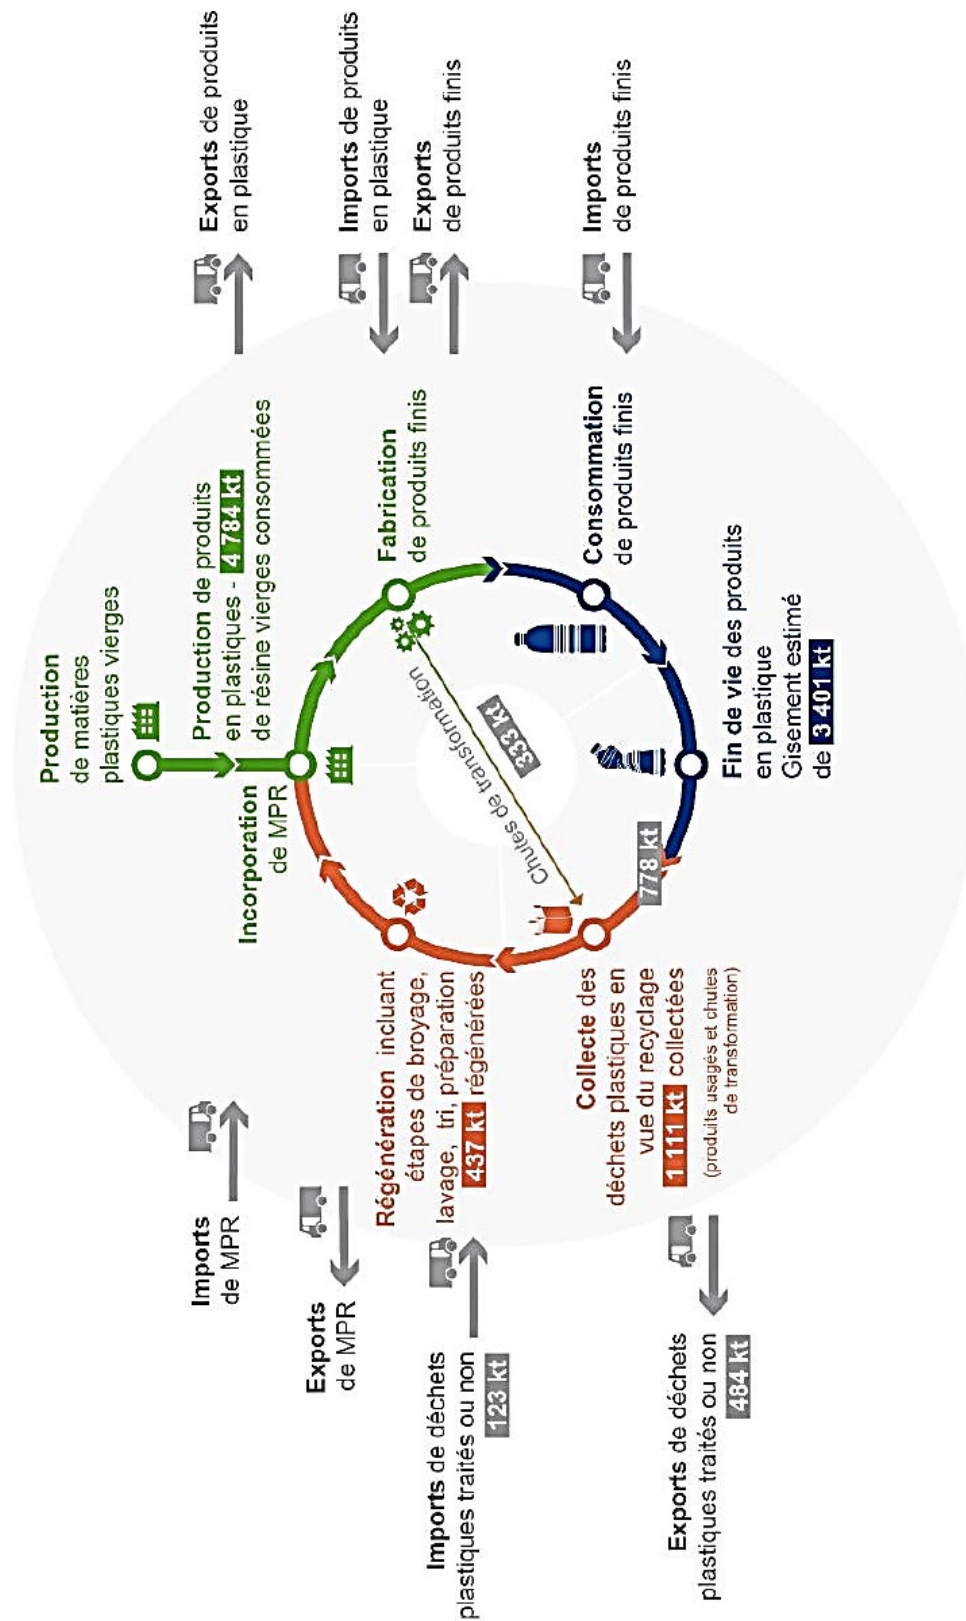 Production
de matières
plastiques vierges
Production de produits
en plastiques - 4 784 kt
de résine vierges consommées
Incorporation
de MPR
Exports de produits
en plastique
Imports de produits
en plastique
Exports
de produits finis
Fabrication
de produits finis
Imports
de produits finis
Consommation
de produits finis
Fin de vie des produits
en plastique
Gisement estimé
de 3 401 kt
778 kt
Chutes de transformation
333 kt
Collecte des
déchets plastiques en
vue du recyclage
1 111 kt collectées
(produits usagés et chutes
de transformation)
Exports de déchets
plastiques traités ou non
484 kt
Régénération incluant
étapes de broyage,
lavage, tri, préparation
437 kt régénérées
Imports de déchets
plastiques traités ou non
123 kt
Exports
de MPR
Imports
de MPR